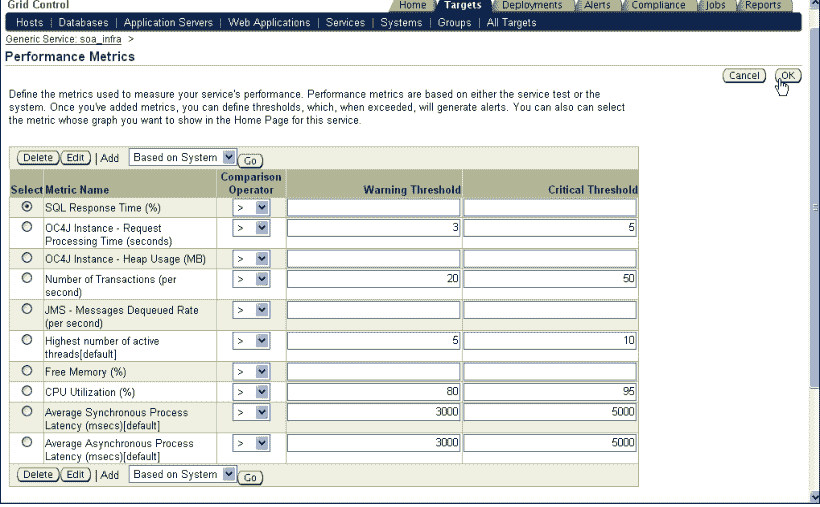 Grid Control
Home Targets Deployments Alerts Compliance Jobs Reports
Hosts | Databases | Application Servers | Web Applications | Services | Systems | Groups | All Targets
Generic Service: soa_infra >
Performance Metrics
Cancel OK
Define the metrics used to measure your service's performance. Performance metrics are based on either the service test or the
system. Once you've added metrics, you can define thresholds, which, when exceeded, will generate alerts. You can also can select
the metric whose graph you want to show in the Home Page for this service.
Delete Edit | Add Based on System Go
Comparison
Select Metric Name Operator Warning Threshold Critical Threshold
SQL Response Time (%) >
OC4J Instance - Request > 3 5
Processing Time (seconds)
OC4J Instance - Heap Usage (MB) >
Number of Transactions (per > 20 50
second)
JMS - Messages Dequeued Rate >
(per second)
Highest number of active > 5 10
threads[default]
Free Memory (%) >
CPU Utilization (%) > 80 95
Average Synchronous Process > 3000 5000
Latency (msecs)[default]
Average Asynchronous Process > 3000 5000
Latency (msecs)[default]
Delete Edit | Add Based on System Go